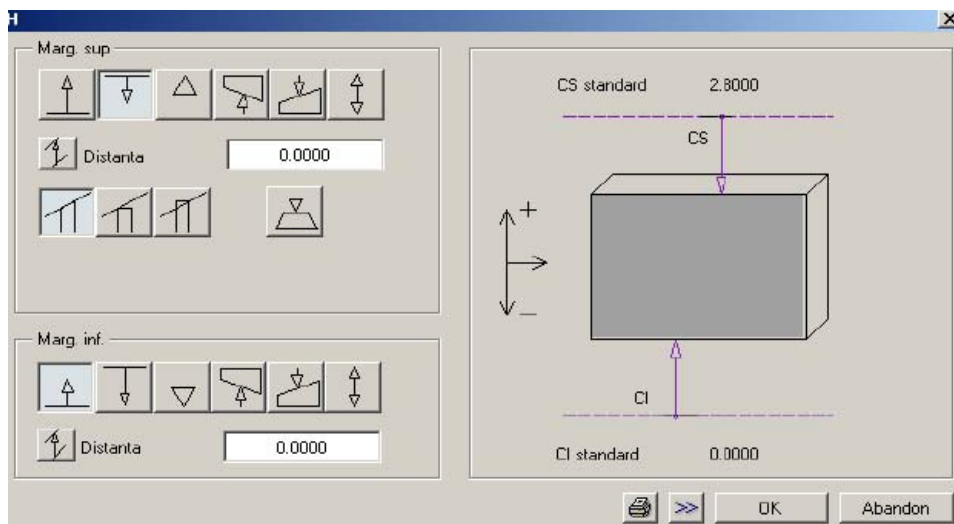 H
Marg. sup
Distanta
0.0000
Marg. inf.
Distanta
0.0000
CS standard 2.8000
CS
+
−
CI
CI standard 0.0000
>> OK Abandon